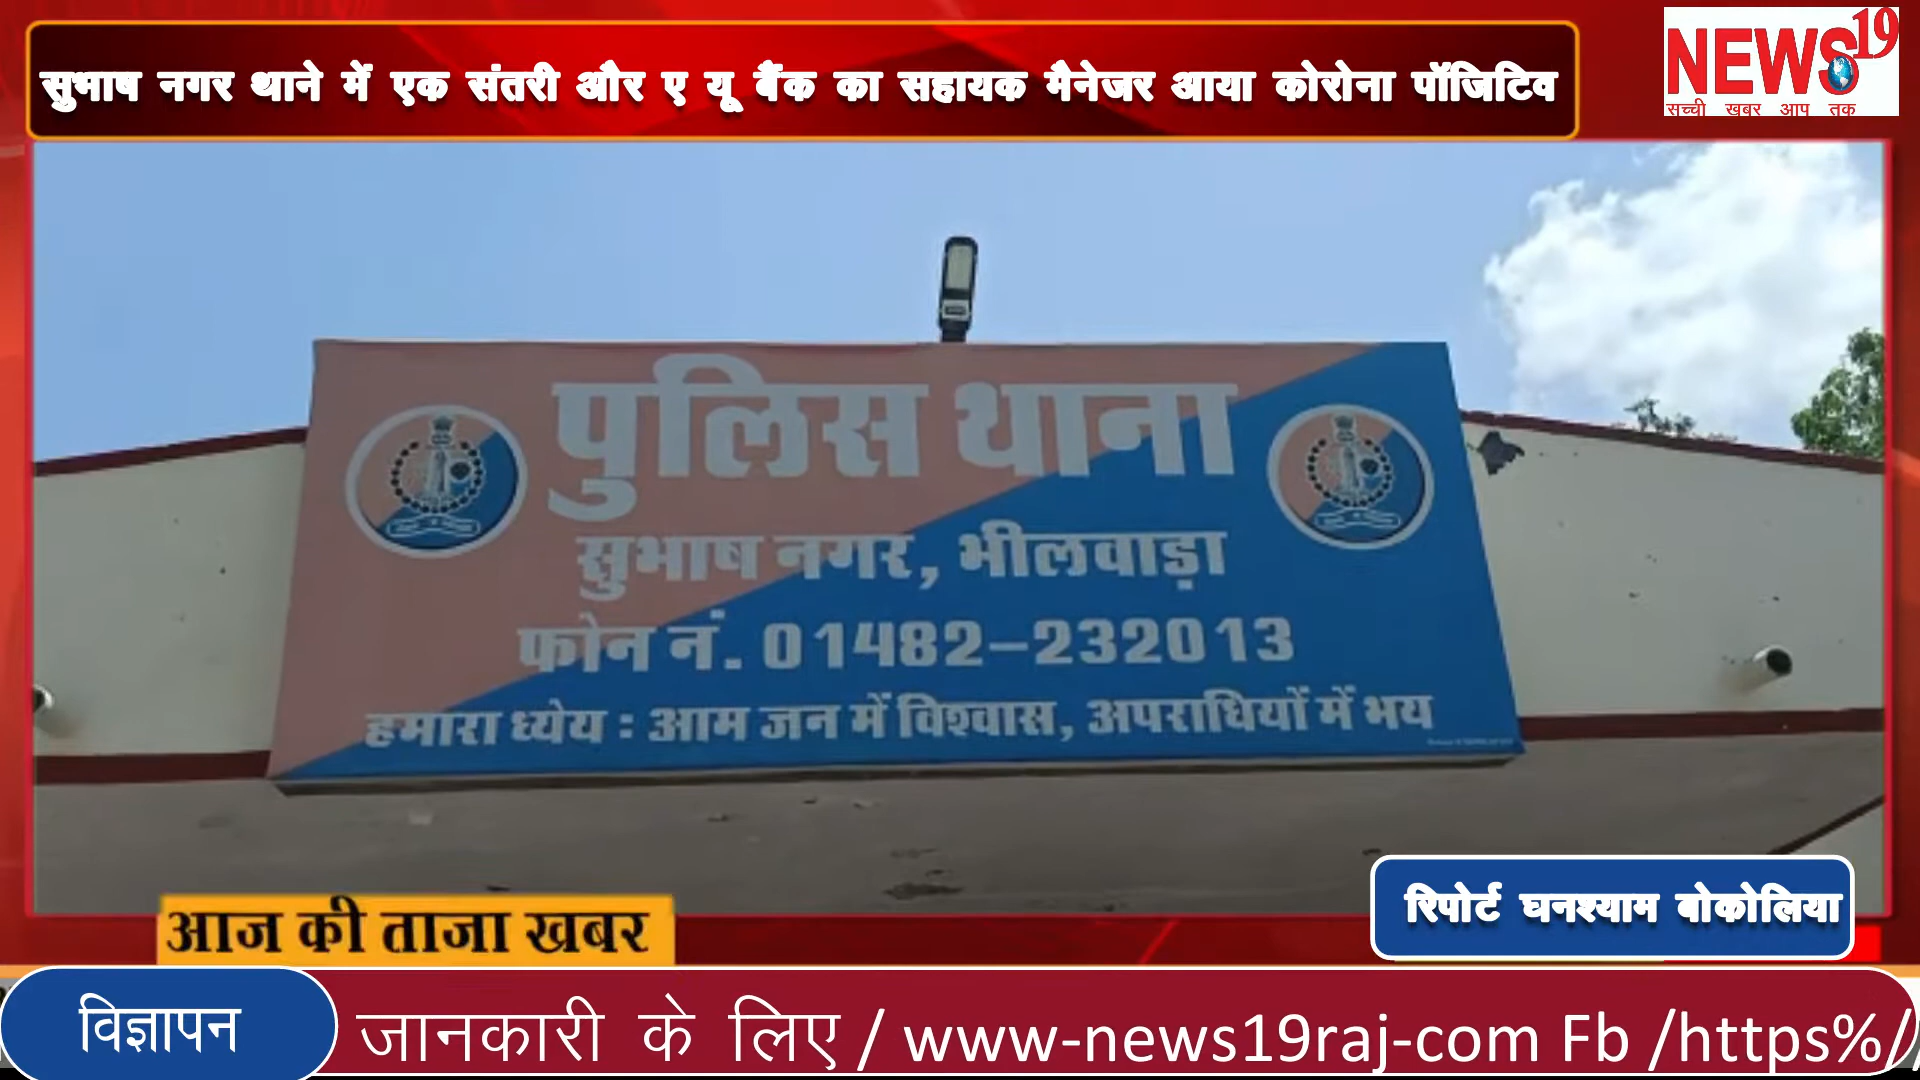 सुभाष नगर थाने में एक संतरी और ए यू बैंक का सहायक मैनेजर आया कोरोना पॉजिटिव
NEWS19
सच्ची खबर आप तक
पुलिस थाना
सुभाष नगर, भीलवाड़ा
फोन नं. 01482-232013
हमारा ध्येय : आम जन में विश्वास, अपराधियों में भय
रिपोर्ट घनश्याम बोकोलिया
आज की ताजा खबर
विज्ञापन
जानकारी के लिए / www-news19raj-com Fb /https%//